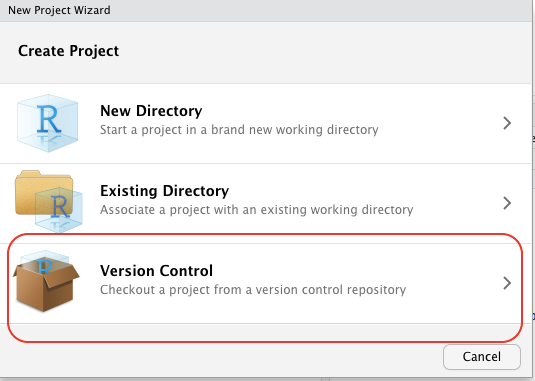 New Project Wizard
Create Project
R
New Directory
Start a project in a brand new working directory
R
Existing Directory
Associate a project with an existing working directory
R
Version Control
Checkout a project from a version control repository
Cancel